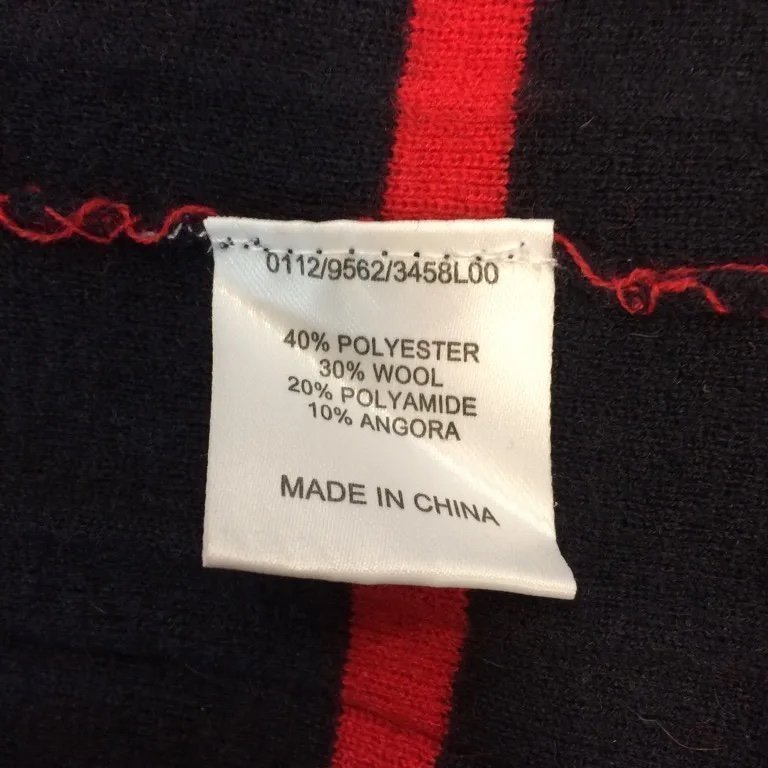 0112/9562/3458L00
40% POLYESTER
30% WOOL
20% POLYAMIDE
10% ANGORA
MADE IN CHINA